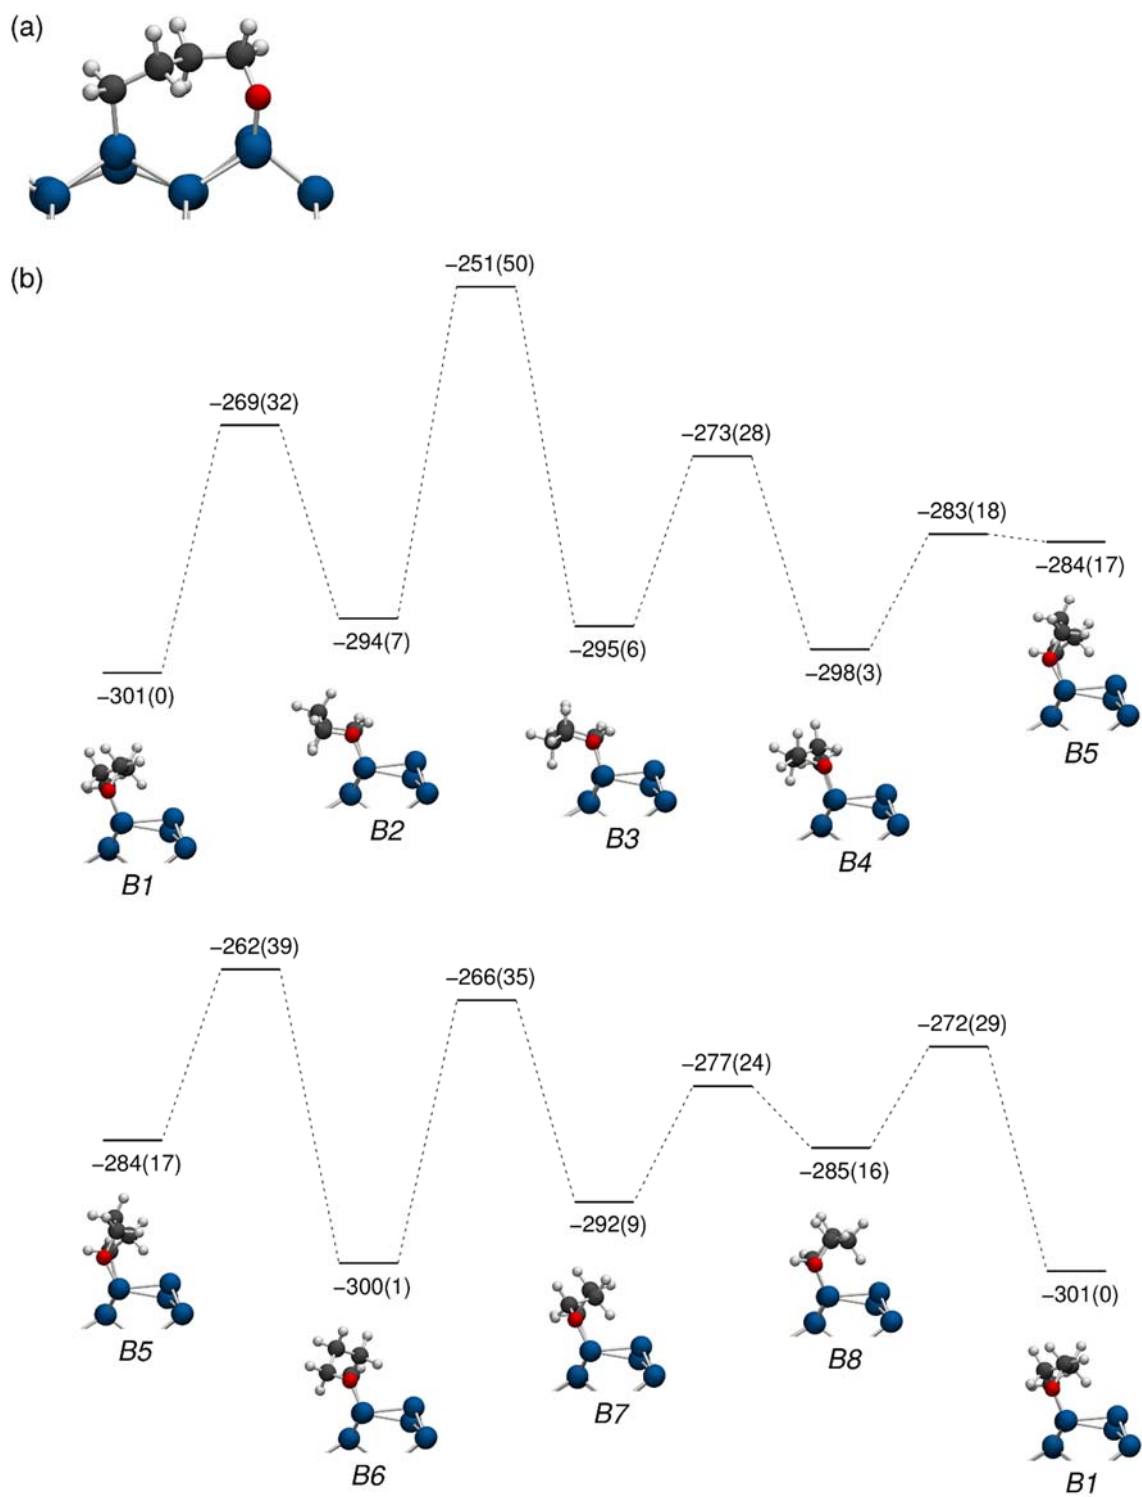 (a)
(b)
−251(50)
−269(32)
−273(28)
−283(18)
−284(17)
−294(7)
−295(6)
−298(3)
−301(0)
B5
B2
B3
B4
B1
−262(39)
−266(35)
−272(29)
−277(24)
−284(17)
−285(16)
−292(9)
−300(1)
−301(0)
B5
B8
B7
B6
B1